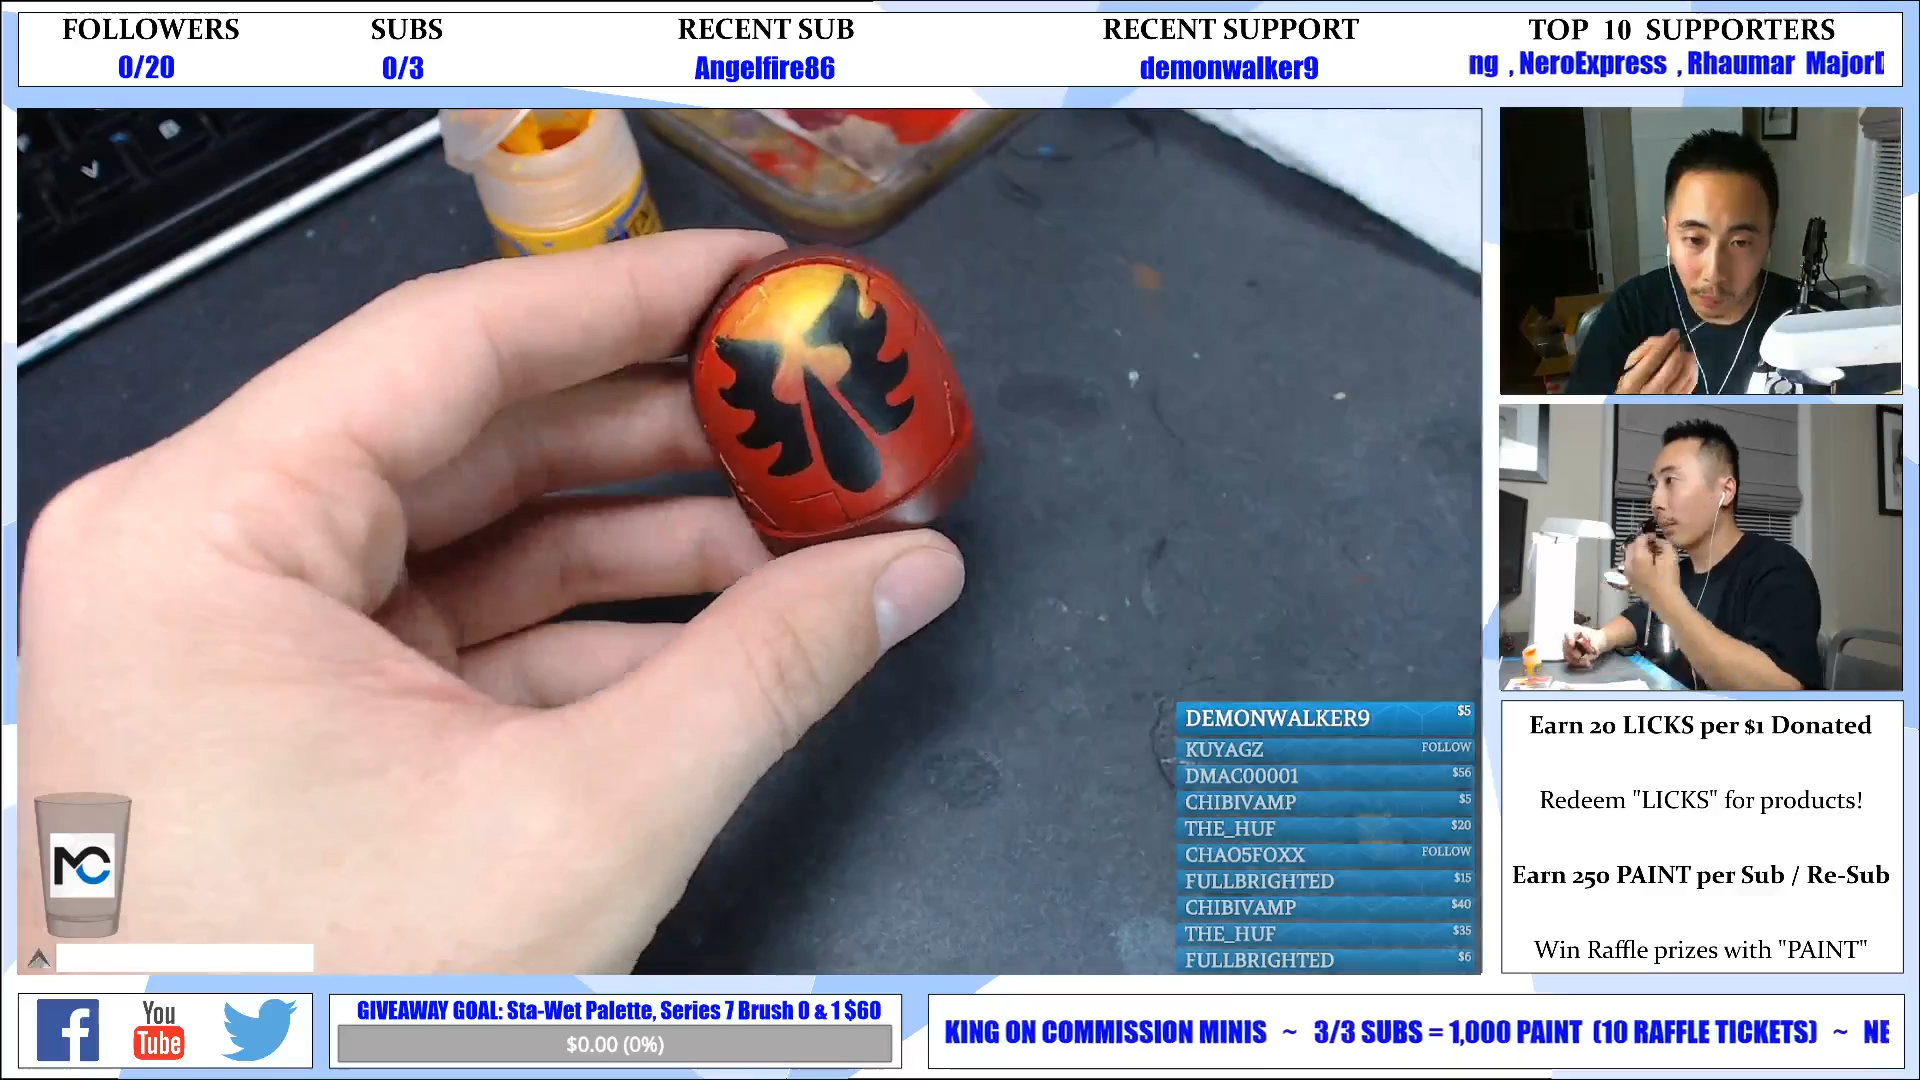 FOLLOWERS
0/20
SUBS
0/3
RECENT SUB
Angelfire86
RECENT SUPPORT
demonwalker9
TOP 10 SUPPORTERS
ng , NeroExpress , Rhaumar Major
DEMONWALKER9 $5
KUYAGZ FOLLOW
DMAC00001 $56
CHIBIVAMP $5
THE_HUF $20
CHAO5FOXX FOLLOW
FULLBRIGHTED $15
CHIBIVAMP $40
THE_HUF $35
FULLBRIGHTED $6
Earn 20 LICKS per $1 Donated
Redeem "LICKS" for products!
Earn 250 PAINT per Sub / Re-Sub
Win Raffle prizes with "PAINT"
MC
f
You
Tube
GIVEAWAY GOAL: Sta-Wet Palette, Series 7 Brush 0 & 1 $60
$0.00 (0%)
KING ON COMMISSION MINIS ~ 3/3 SUBS = 1,000 PAINT (10 RAFFLE TICKETS) ~ NE
V